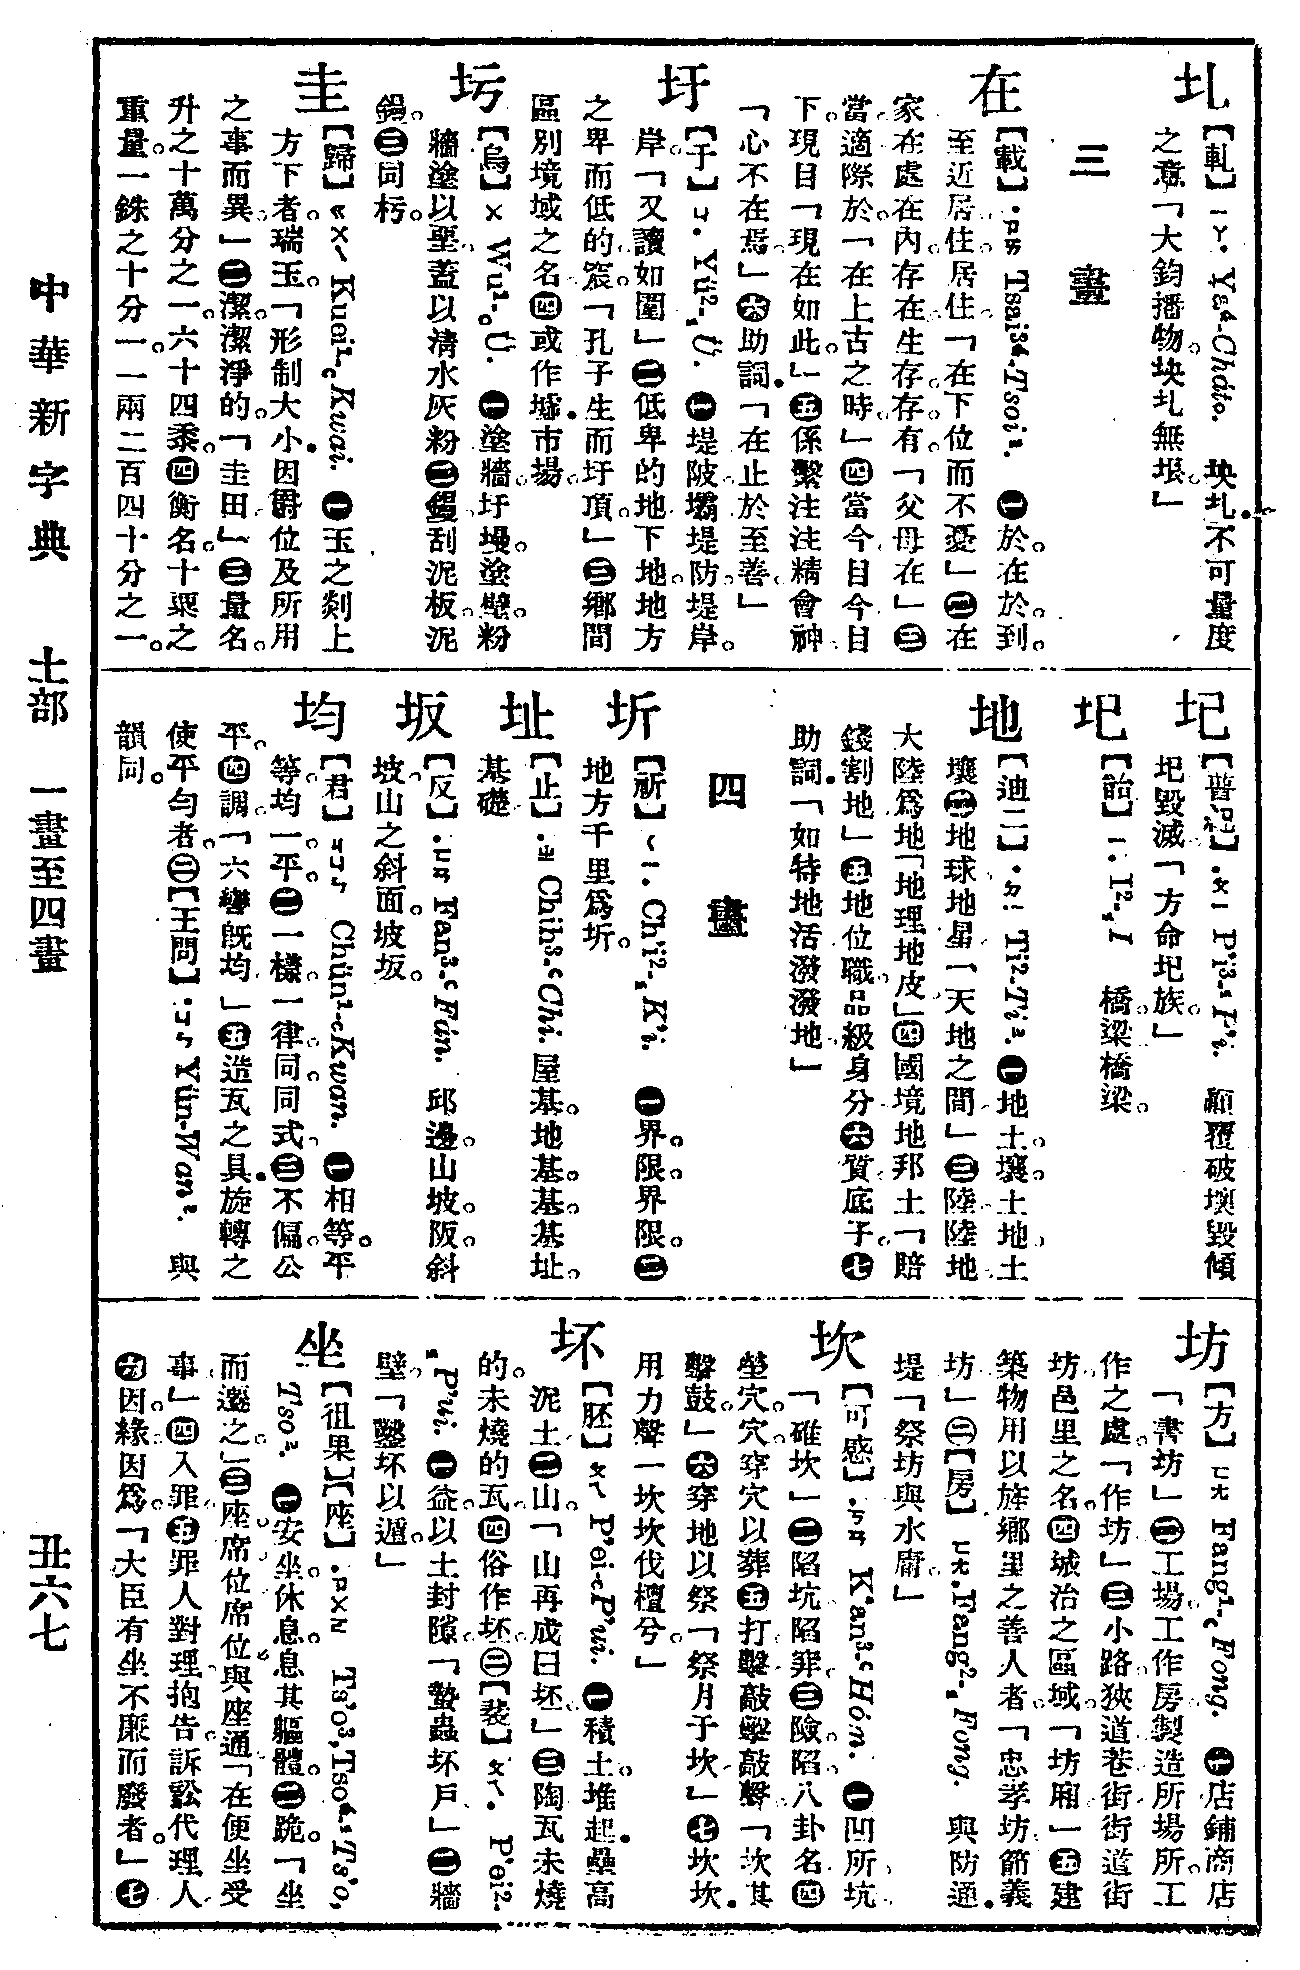 圠
【軋】ㄧㄚ. Ya⁴-Cháto. 坱圠不可量度
之意「大鈞播物。坱圠無垠。」
三畫
在
【載】.ㄗㄞ Tsai³⁴-Tsoi². ㊀於。在於。到。
至近居住。居住「在下位而不憂」㊁在
家在處在內。存在。生存。存有。「父母在」㊂
當。適際於。「在上古之時。」㊃當今目今目
下。現目「現在如此。」㊄係繫注注精會神
「心不在焉。」㊅助詞.「在止於至善。」
圩
【于】ㄩ. Yü²-Ü. ㊀堤陂壩堤防。堤岸。
岸。「又讀如圍」㊁低卑的地下地。地方
之卑而低的窊。「孔子生而圩頂。」㊂鄉間
區別境域之名㊃或作墟.市場。
圬
【烏】ㄨ Wu¹-Ü. ㊀塗牆圬墁。塗壁。粉
牆塗以堊。蓋以清水灰粉㊁鏝刮泥板。泥
鏝。㊂同杇。
圭
【歸】ㄍㄨㄟ Kuei¹-Kwai. ㊀玉之剡上
方下者。瑞玉。「形制大小.因爵位及所用
之事而異。」㊁潔。潔淨的。「圭田」㊂量名。
升之十萬分之一。六十四黍。㊃衡名。十粟之
重量。一銖之十分一。一兩二百四十分之一。
圮
【普起】.ㄆㄧ P'i³-P'i. 顚覆破壞毀傾
圮毀滅「方命圮族。」
圯
【飴】ㄧ. I²-I 橋梁橋梁。
地
【迪二】.ㄉㄧ Ti²-Ti². ㊀地土。壤。土地。土
壤㊁地球地星「天地之間」㊂陸陸地
大陸爲地「地理地皮」㊃國境地邦土「賠
錢割地」㊄地位職品級身分㊅質底子。㊆
助詞.「如特地活潑潑地」
四畫
圻
【祈】ㄑㄧ. Ch'i²-K'i. ㊀界。限。界限。㊁
地方千里爲圻。
址
【止】.ㄓ Chih³-Chi. 屋基。地基。基。基址。
基礎
坂
【反】.ㄈㄢ Fan³-Fán. 邱邊。山坡。阪。斜
坡。山之斜面。坡坂。
均
【君】ㄐㄩㄣ Chün¹-Kwan. ㊀相等。平
等。均一。平。㊁一樣。一律。同。同式。㊂不偏。公
平。㊃調。「六轡旣均」㊄造瓦之具.旋轉之
使平勻者。㊁【王問】.ㄩㄣ Yün-Wan². 與
韻同。
坊
【方】ㄈㄤ Fang¹-Fong. ㊀店鋪商店
「書坊」㊁工場。工作房製造所場所。工
作之處。「作坊」㊂小路。狹道巷街街道街
坊邑里之名。㊃城治之區域。「坊廂」㊄建
築物用以旌鄉里之善人者。「忠孝坊.節義
坊」㊁【房】ㄈㄤ. Fang²-Fong. 與防通.
堤「祭坊與水庸。」
坎
【可感】.ㄎㄢ K'an³-Hón. ㊀凹所坑
「碓坎」㊁陷坑陷穽。㊂險。陷。八卦名㊃
塋穴。穴。穿穴以葬㊄打擊敲擊敲聲「坎其
擊鼓。」㊅穿地以祭「祭月于坎」㊆坎坎.
用力聲一坎坎伐檀兮。」
坏
【胚】ㄆㄟ P'ei-P'ui. ㊀積土。堆起.壘高
泥土㊁山。「山再成曰坯。」㊂陶瓦未燒
的。未燒的瓦。㊃俗作坯。㊁【裴】ㄆㄟ. P'ei²-
P'ui. ㊀益。以土封隙。「蟄蟲坏戶」㊁牆
壁。「鑿坏以遁。」
坐
【徂果】【座】.ㄗㄨㄛ Ts'o³, Tso⁴-Ts'o,
Tso². ㊀安坐。休息。息其軀體。㊁跪。「坐
而遷之。」㊂座席位席位與座通「在便坐受
事」㊃入罪。㊄罪人對理抱告訴訟代理人
㊅因。緣。因爲。「大臣有坐不廉而廢者。」㊆
中華新字典　土部　一畫至四畫　丑六七